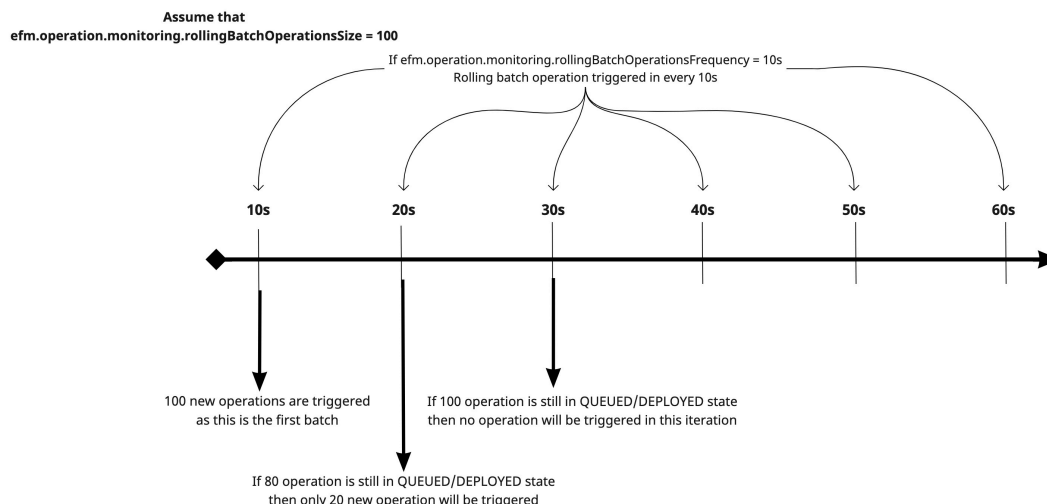 Assume that
efm.operation.monitoring.rollingBatchOperationsSize = 100
If efm.operation.monitoring.rollingBatchOperationsFrequency = 10s
Rolling batch operation triggered in every 10s
10s
20s
30s
40s
50s
60s
100 new operations are triggered
as this is the first batch
If 100 operation is still in QUEUED/DEPLOYED state
then no operation will be triggered in this iteration
If 80 operation is still in QUEUED/DEPLOYED state
then only 20 new operation will be triggered